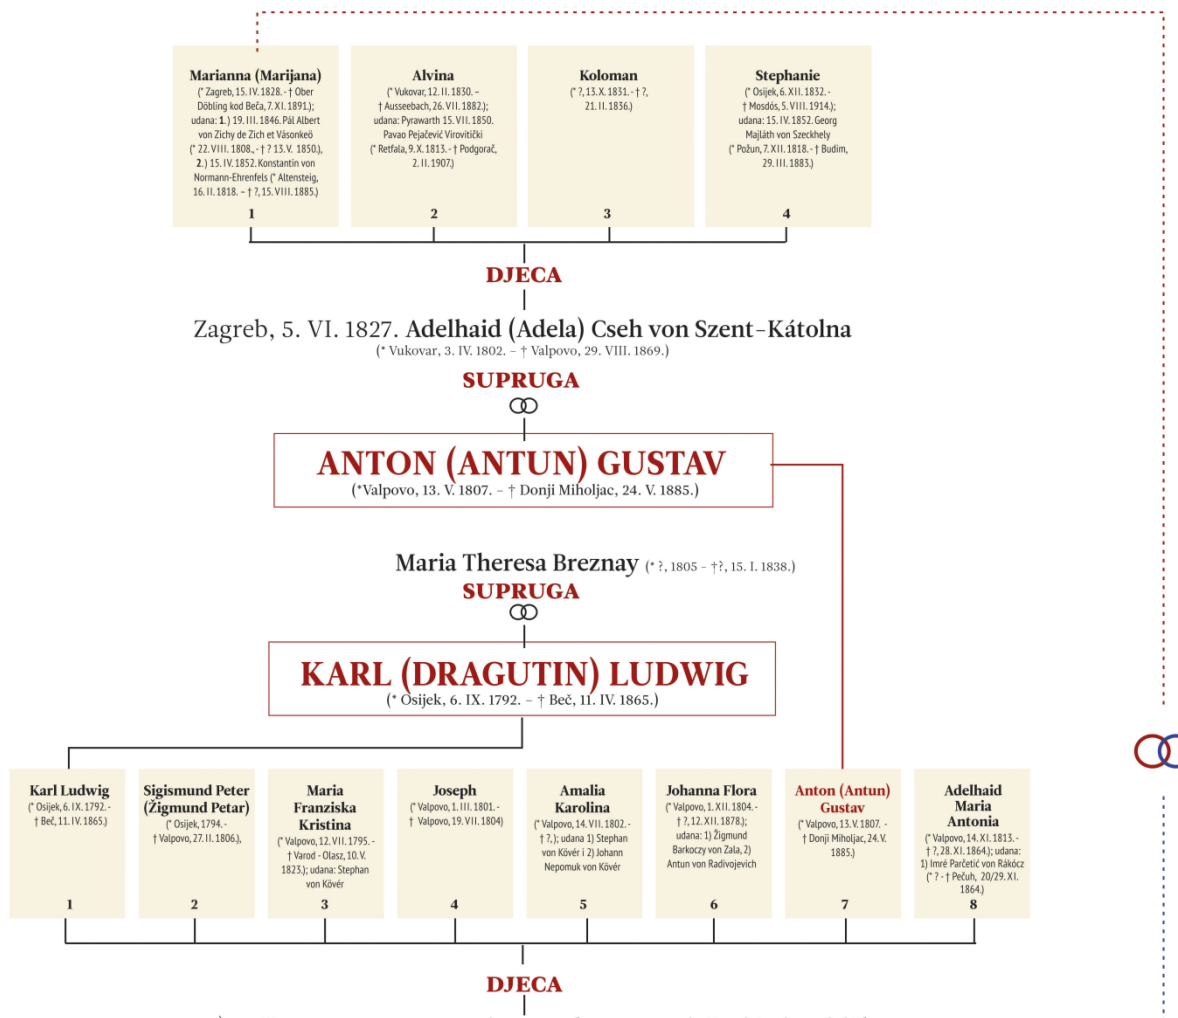 Marianna (Marijana)
(* Zagreb, 15. IV. 1828. - † Ober
Döbling kod Beča, 7. XI. 1891.);
udana: 1.) 19. III. 1846. Pál Albert
von Zichy de Zich et Vásonkeö
(* 22. VIII. 1808., - † ? 13. V. 1850.),
2.) 15. IV. 1852. Konstantin von
Normann-Ehrenfels (* Altensteig,
16. II. 1818. – † ?, 15. VIII. 1885.)
1
Alvina
(* Vukovar, 12. II. 1830. –
† Ausseebach, 26. VII. 1882.);
udana: Pyrawarth 15. VII. 1850.
Pavao Pejačević Virovitički
(* Retfala, 9. X. 1813. - † Podgorač,
2. II. 1907.)
2
Koloman
(* ?, 13. X. 1831. - † ?,
21. II. 1836.)
3
Stephanie
(* Osijek, 6. XII. 1832. -
† Mosdós, 5. VIII. 1914.);
udana: 15. IV. 1852. Georg
Majláth von Szeckhely
(* Požun, 7. XII. 1818. - † Budim,
29. III. 1883.)
4
DJECA
Zagreb, 5. VI. 1827. Adelhaid (Adela) Cseh von Szent-Kátolna
(* Vukovar, 3. IV. 1802. – † Valpovo, 29. VIII. 1869.)
SUPRUGA
ANTON (ANTUN) GUSTAV
(*Valpovo, 13. V. 1807. – † Donji Miholjac, 24. V. 1885.)
Maria Theresa Breznay (* ?, 1805 – †?, 15. I. 1838.)
SUPRUGA
KARL (DRAGUTIN) LUDWIG
(* Osijek, 6. IX. 1792. – † Beč, 11. IV. 1865.)
Karl Ludwig
(* Osijek, 6. IX. 1792. -
† Beč, 11. IV. 1865.)
1
Sigismund Peter
(Žigmund Petar)
(* Osijek, 1794. -
† Valpovo, 27. II. 1806.),
2
Maria
Franziska
Kristina
(* Valpovo, 12. VII. 1795. -
† Varod - Olasz, 10. V.
1823.); udana: Stephan
von Kövér
3
Joseph
(* Valpovo, 1. III. 1801. -
† Valpovo, 19. VII. 1804)
4
Amalia
Karolina
(* Valpovo, 14. VII. 1802. -
† ?, ); udana 1) Stephan
von Kövér i 2) Johann
Nepomuk von Kövér
5
Johanna Flora
(* Valpovo, 1. XII. 1804. -
† ?, 12. XII. 1878.);
udana: 1) Žigmund
Barkoczy von Zala, 2)
Antun von Radivojevich
6
Anton (Antun)
Gustav
(* Valpovo, 13. V. 1807. -
† Donji Miholjac, 24. V.
1885.)
7
Adelhaid
Maria
Antonia
(* Valpovo, 14. XI. 1813. -
† ?, 28. XI. 1864.); udana:
1) Imré Parčetić von Rákócz
(* ? - † Pečuh, 20/29. XI.
1864.)
8
DJECA